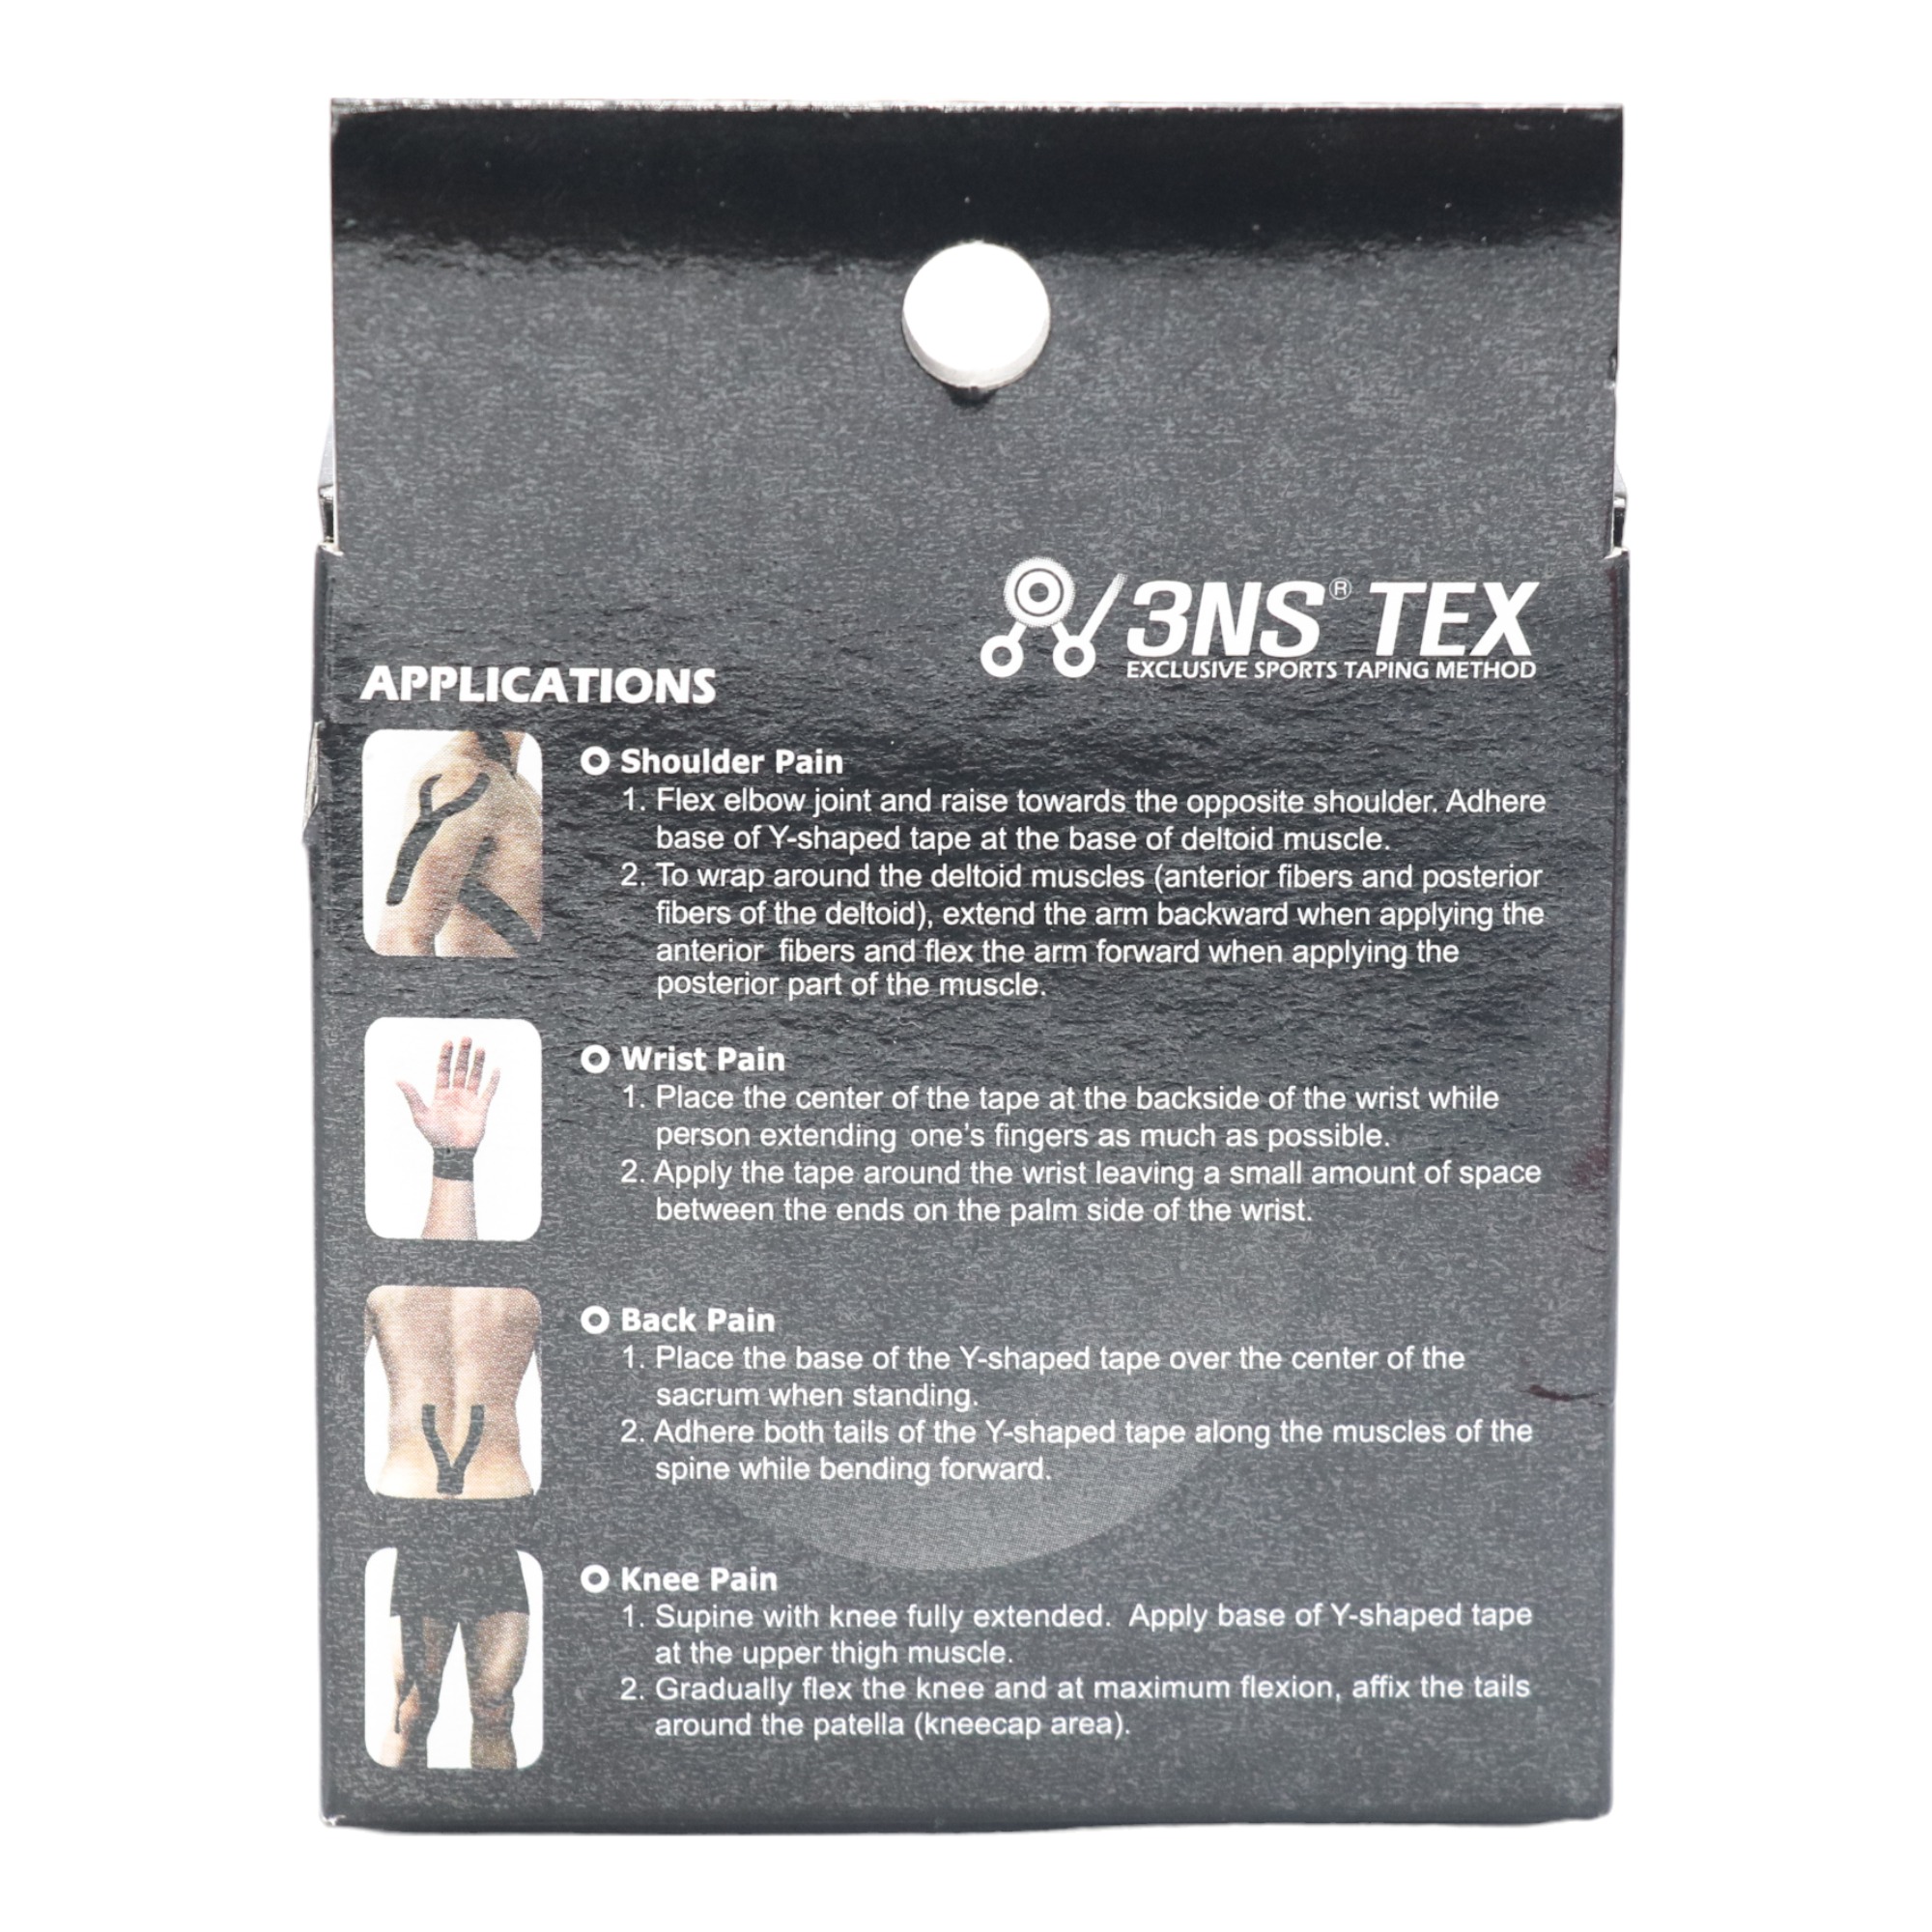 3NS® TEX
EXCLUSIVE SPORTS TAPING METHOD
APPLICATIONS
Shoulder Pain
1. Flex elbow joint and raise towards the opposite shoulder. Adhere
base of Y-shaped tape at the base of deltoid muscle.
2. To wrap around the deltoid muscles (anterior fibers and posterior
fibers of the deltoid), extend the arm backward when applying the
anterior fibers and flex the arm forward when applying the
posterior part of the muscle.
Wrist Pain
1. Place the center of the tape at the backside of the wrist while
person extending one's fingers as much as possible.
2. Apply the tape around the wrist leaving a small amount of space
between the ends on the palm side of the wrist.
Back Pain
1. Place the base of the Y-shaped tape over the center of the
sacrum when standing.
2. Adhere both tails of the Y-shaped tape along the muscles of the
spine while bending forward.
Knee Pain
1. Supine with knee fully extended. Apply base of Y-shaped tape
at the upper thigh muscle.
2. Gradually flex the knee and at maximum flexion, affix the tails
around the patella (kneecap area).